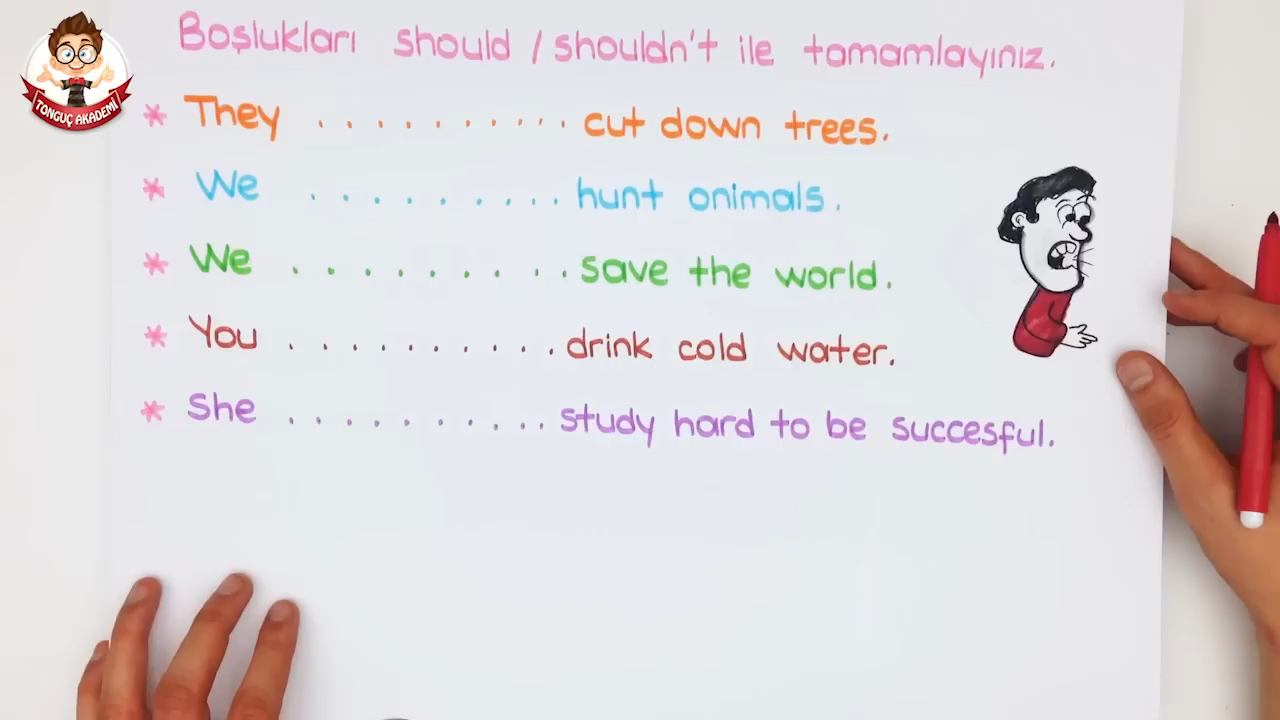 TONGUÇ AKADEMİ
Boşlukları should / shouldn't ile tamamlayınız.
* They .......... cut down trees.
* We ......... hunt animals.
* We ......... save the world.
* You .......... drink cold water.
* She .......... study hard to be succesful.